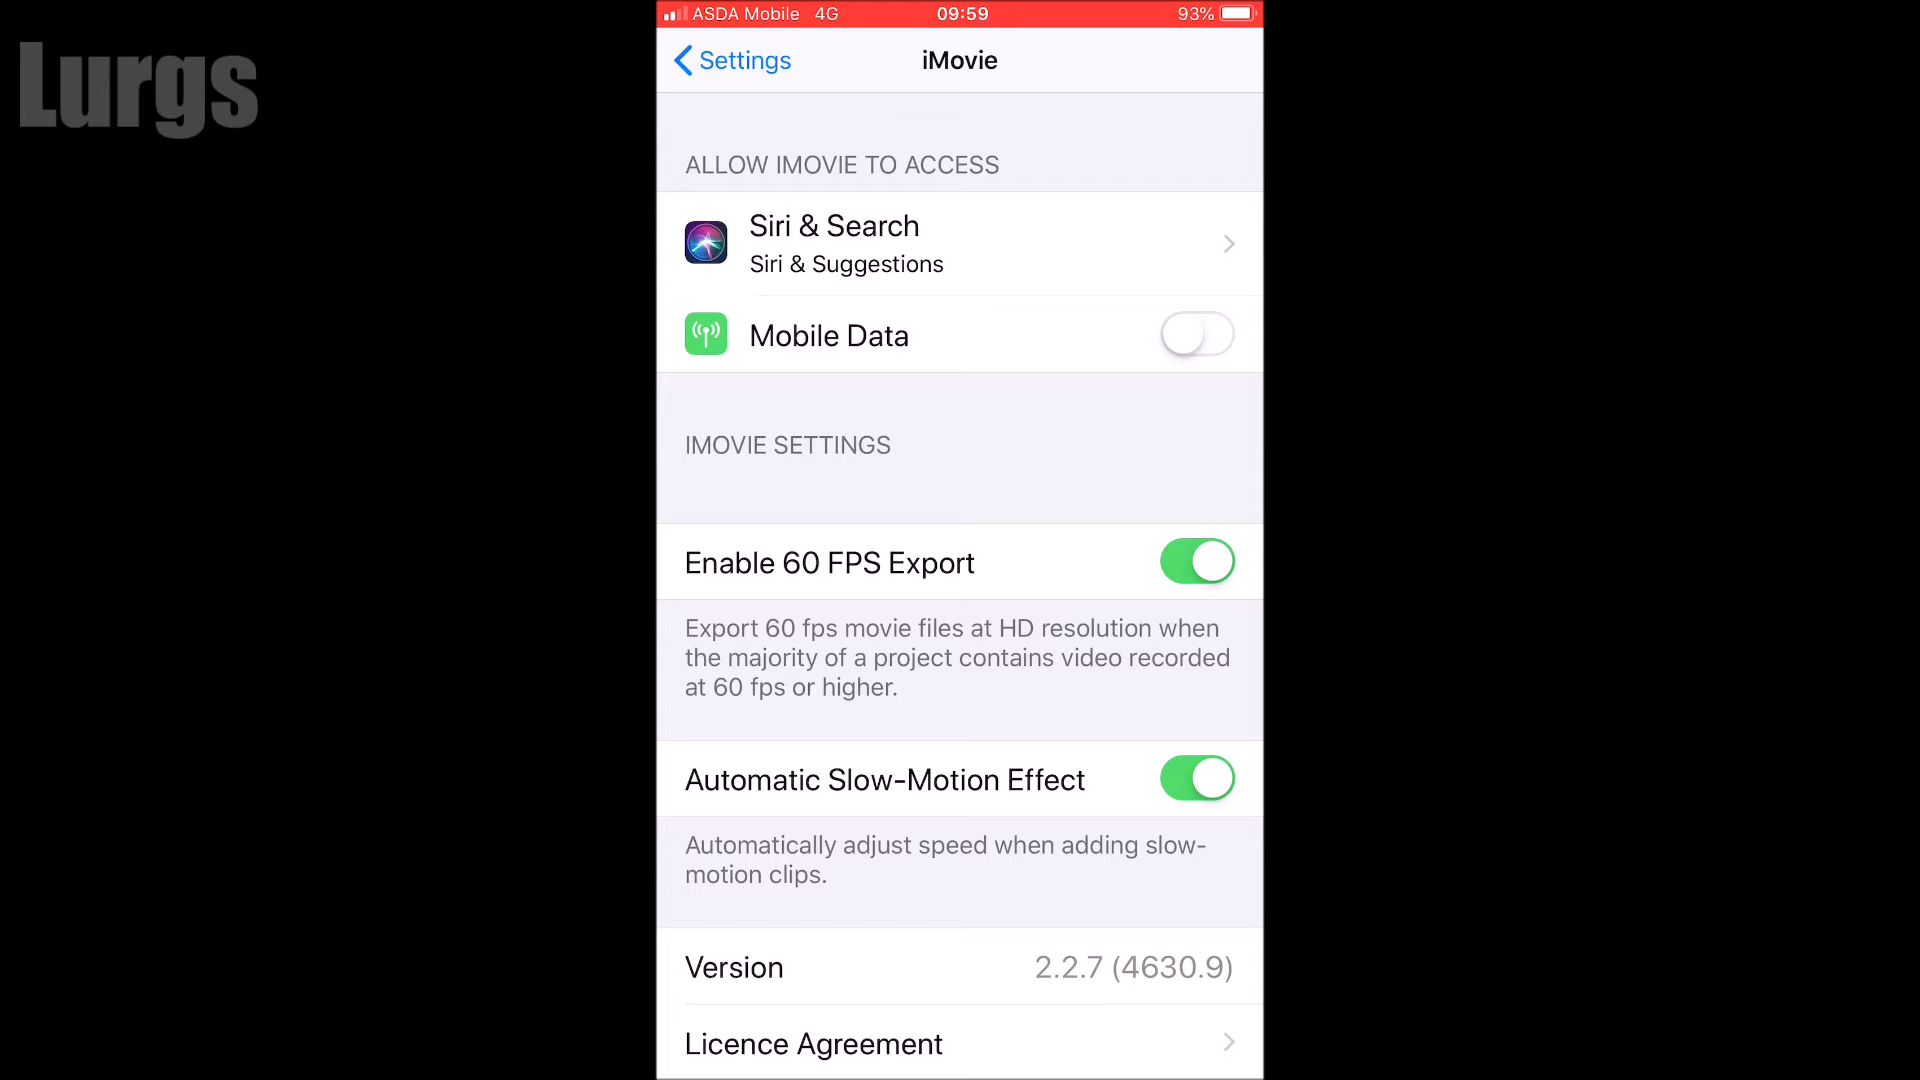 Lurgs
ASDA Mobile 4G 09:59 93%
Settings iMovie
ALLOW IMOVIE TO ACCESS
Siri & Search
Siri & Suggestions
Mobile Data
IMOVIE SETTINGS
Enable 60 FPS Export
Export 60 fps movie files at HD resolution when
the majority of a project contains video recorded
at 60 fps or higher.
Automatic Slow-Motion Effect
Automatically adjust speed when adding slow-
motion clips.
Version 2.2.7 (4630.9)
Licence Agreement